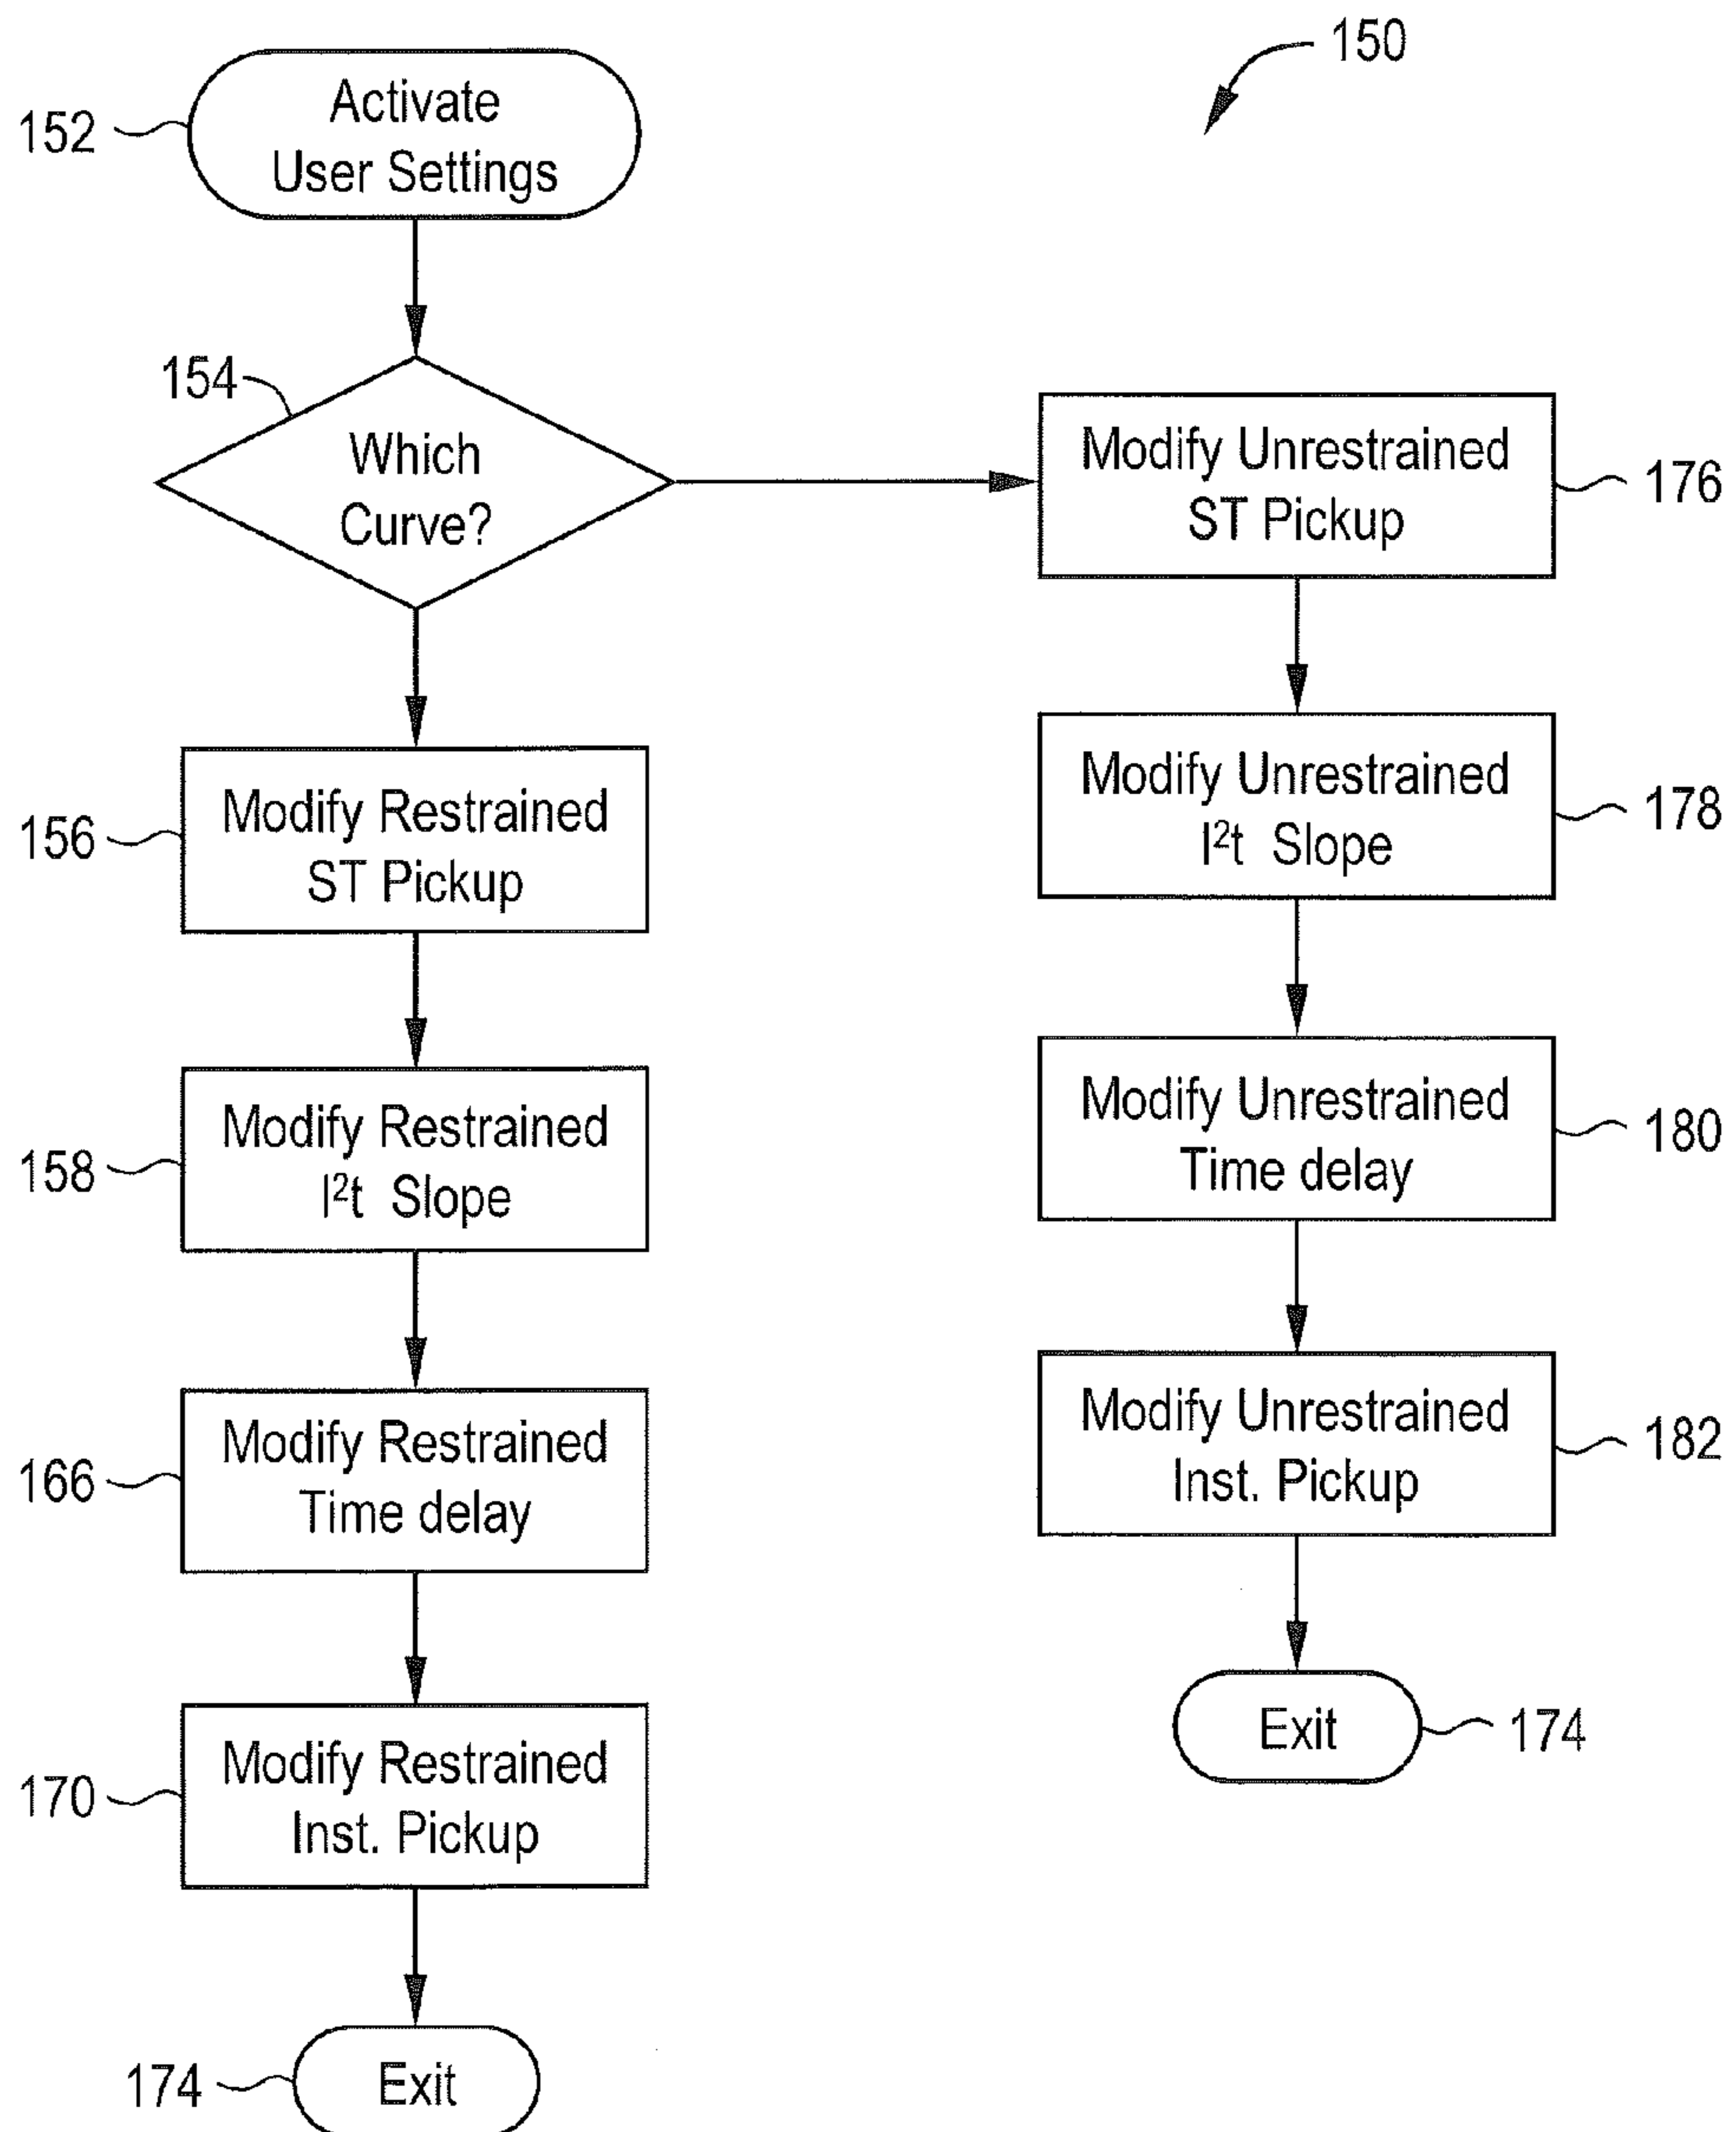 150
152
Activate
User Settings
154
Which
Curve?
156
Modify Restrained
ST Pickup
158
Modify Restrained
I²t Slope
166
Modify Restrained
Time delay
170
Modify Restrained
Inst. Pickup
174
Exit
Modify Unrestrained
ST Pickup
176
Modify Unrestrained
I²t Slope
178
Modify Unrestrained
Time delay
180
Modify Unrestrained
Inst. Pickup
182
Exit
174